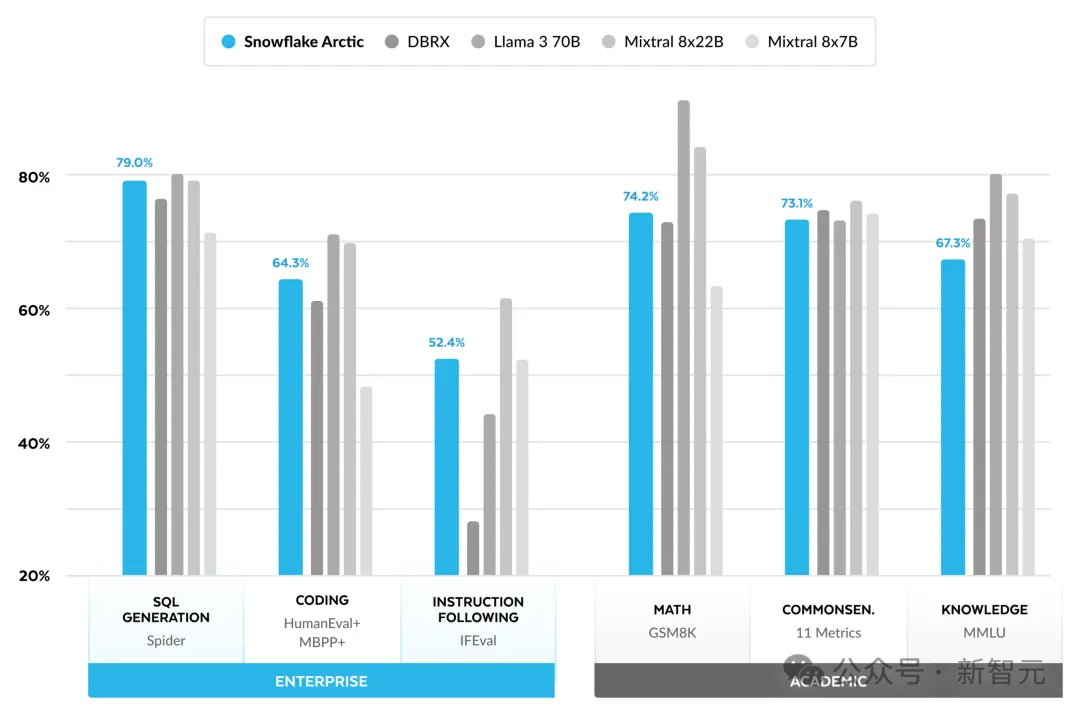 Snowflake Arctic DBRX Llama 3 70B Mixtral 8x22B Mixtral 8x7B
80%
60%
40%
20%
79.0%
64.3%
52.4%
74.2%
73.1%
67.3%
SQL
GENERATION
Spider
CODING
HumanEval+
MBPP+
INSTRUCTION
FOLLOWING
IFEval
MATH
GSM8K
COMMONSEN.
11 Metrics
KNOWLEDGE
MMLU
ENTERPRISE
ACADEMIC
公众号 · 新智元